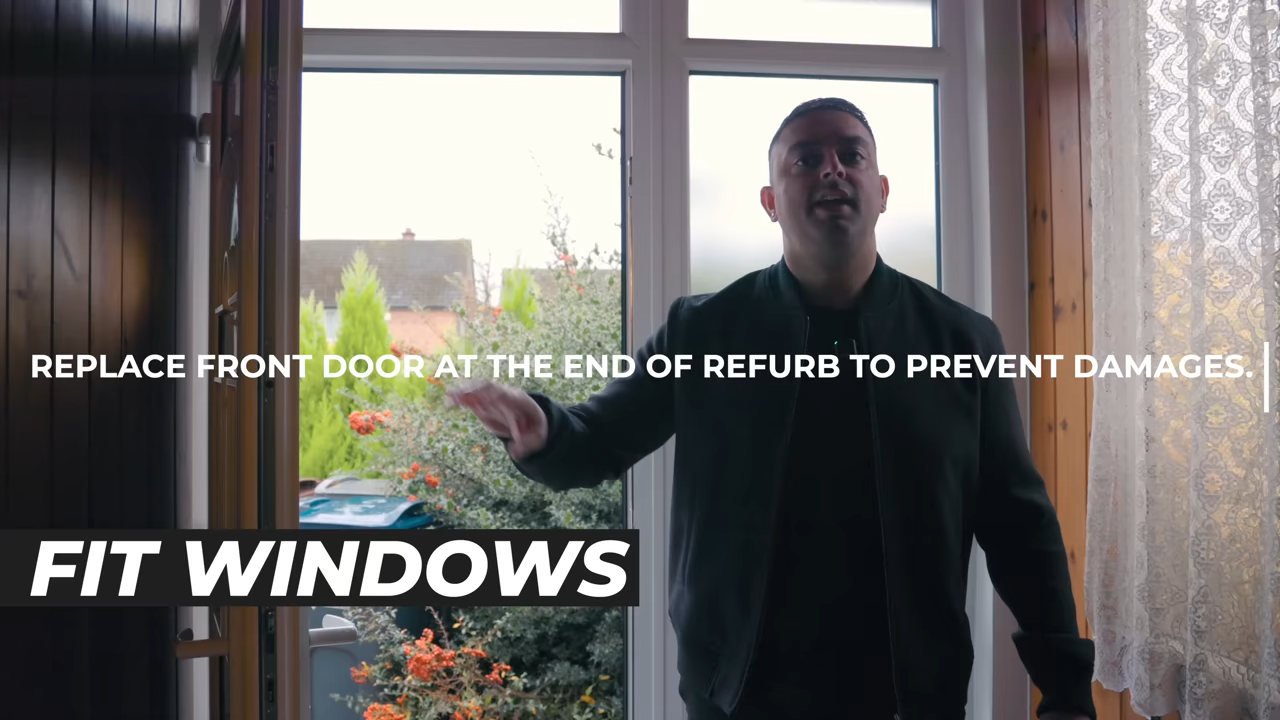 REPLACE FRONT DOOR AT THE END OF REFURB TO PREVENT DAMAGES.
FIT WINDOWS